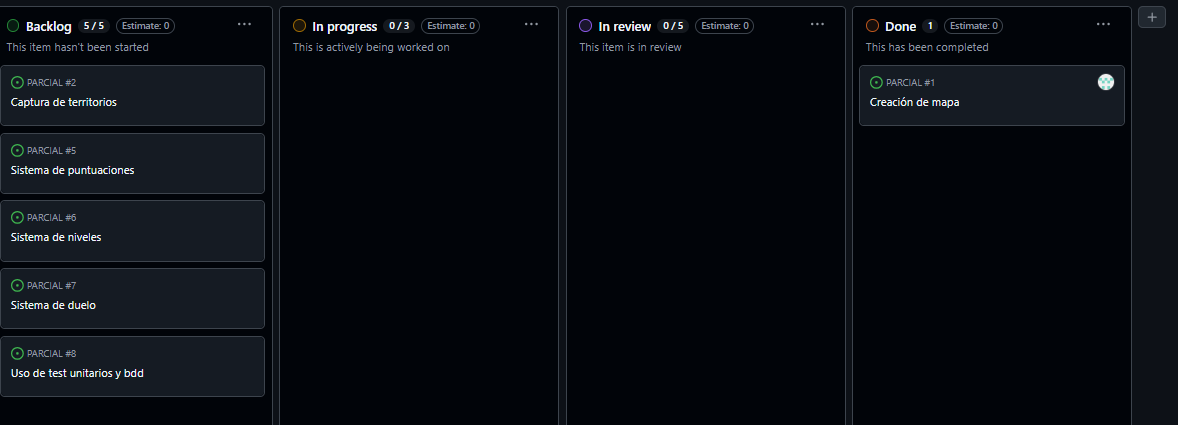 Backlog 5 / 5 Estimate: 0
This item hasn't been started
PARCIAL #2
Captura de territorios
PARCIAL #5
Sistema de puntuaciones
PARCIAL #6
Sistema de niveles
PARCIAL #7
Sistema de duelo
PARCIAL #8
Uso de test unitarios y bdd
In progress 0 / 3 Estimate: 0
This is actively being worked on
In review 0 / 5 Estimate: 0
This item is in review
Done 1 Estimate: 0
This has been completed
PARCIAL #1
Creación de mapa